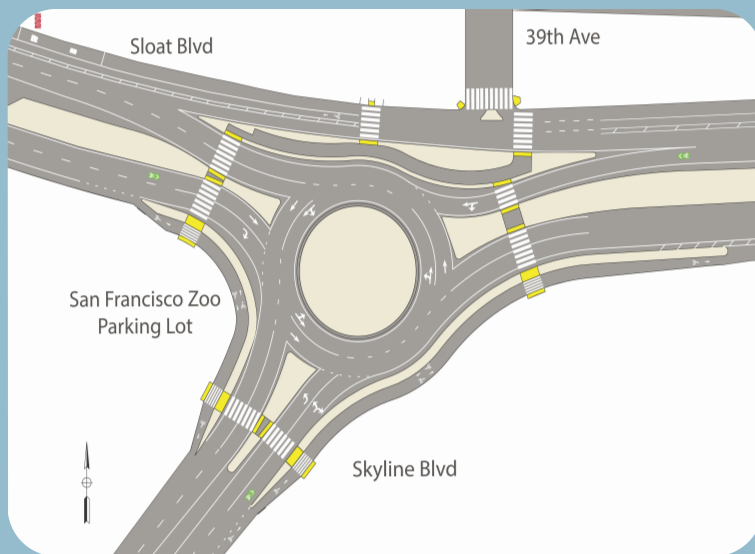 Sloat Blvd
39th Ave
San Francisco Zoo
Parking Lot
Skyline Blvd